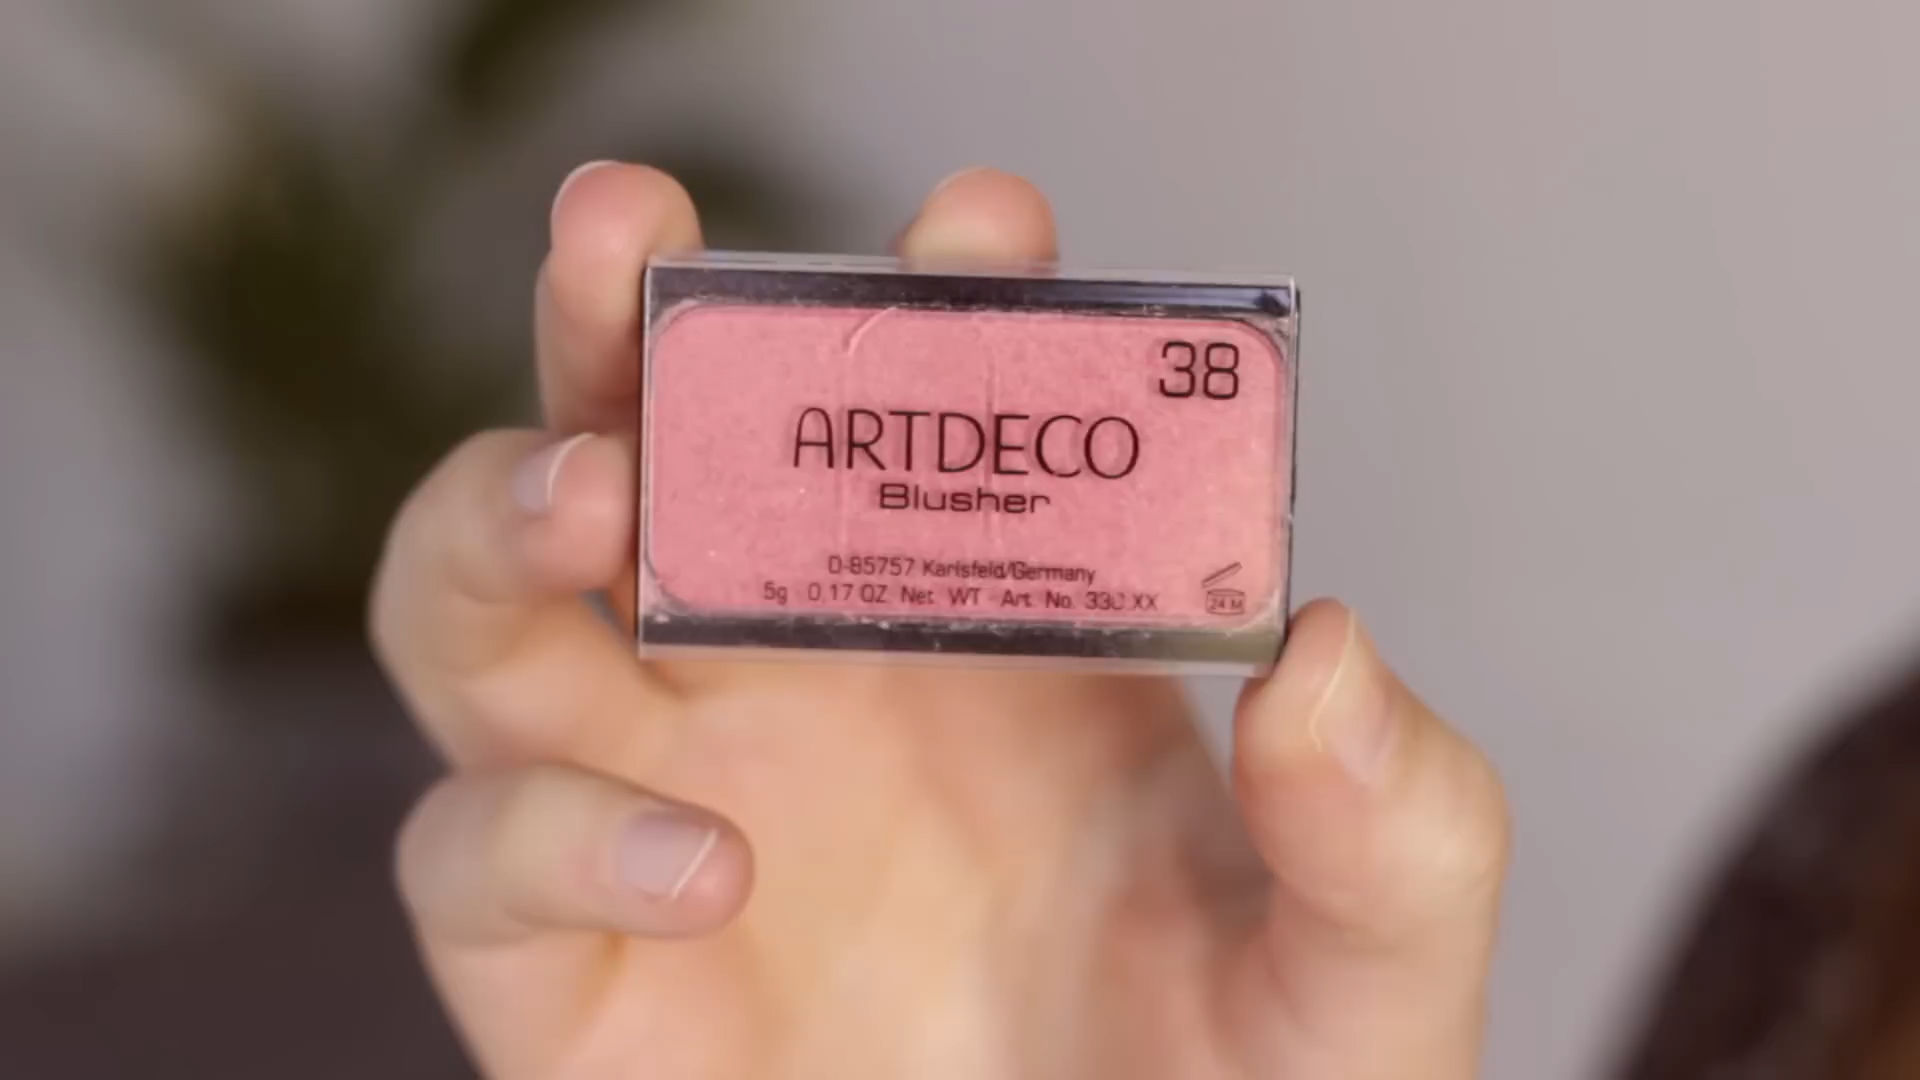 38
ARTDECO
Blusher
D-85757 Karlsfeld/Germany
5g 0,17 OZ. Net. WT - Art. No. 330.XX
24 M